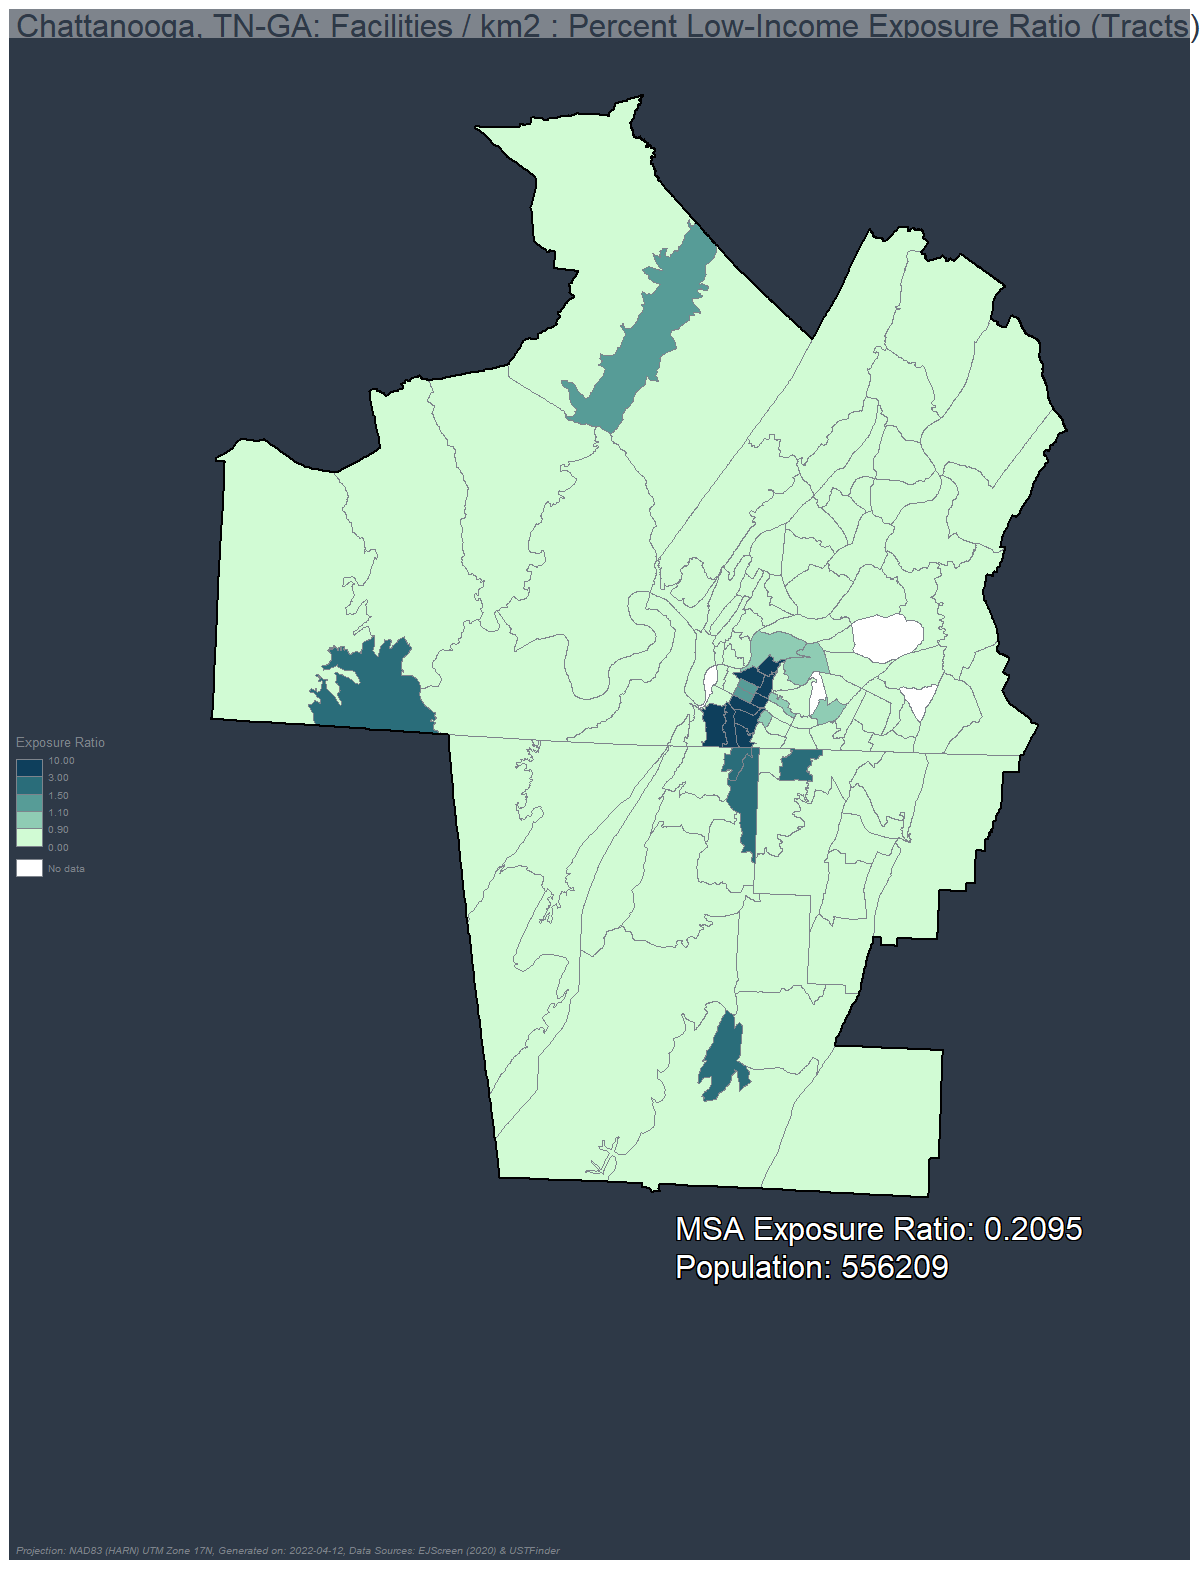 Chattanooga, TN-GA: Facilities / km2 : Percent Low-Income Exposure Ratio (Tracts)
Exposure Ratio
10.00
3.00
1.50
1.10
0.90
0.00
No data
MSA Exposure Ratio: 0.2095
Population: 556209
Projection: NAD83 (HARN) UTM Zone 17N, Generated on: 2022-04-12, Data Sources: EJScreen (2020) & USTFinder